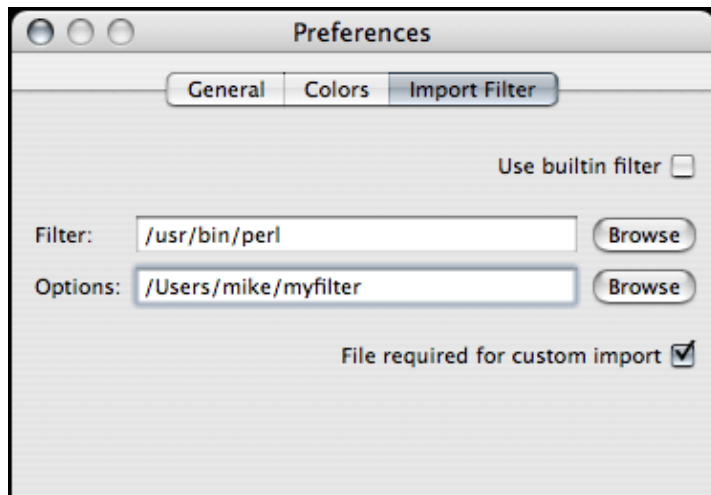 Preferences
General Colors Import Filter
Use builtin filter
Filter: /usr/bin/perl Browse
Options: /Users/mike/myfilter Browse
File required for custom import